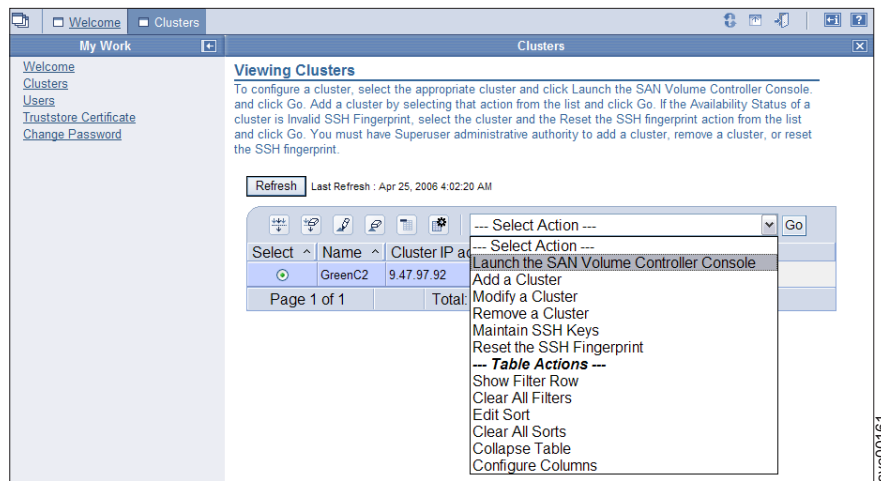 Welcome Clusters
My Work Clusters
Welcome
Clusters
Users
Truststore Certificate
Change Password
Viewing Clusters
To configure a cluster, select the appropriate cluster and click Launch the SAN Volume Controller Console.
and click Go. Add a cluster by selecting that action from the list and click Go. If the Availability Status of a
cluster is Invalid SSH Fingerprint, select the cluster and the Reset the SSH fingerprint action from the list
and click Go. You must have Superuser administrative authority to add a cluster, remove a cluster, or reset
the SSH fingerprint.
Refresh Last Refresh : Apr 25, 2006 4:02:20 AM
--- Select Action --- Go
Select Name Cluster IP
GreenC2 9.47.97.92
Page 1 of 1 Total:
--- Select Action ---
Launch the SAN Volume Controller Console
Add a Cluster
Modify a Cluster
Remove a Cluster
Maintain SSH Keys
Reset the SSH Fingerprint
--- Table Actions ---
Show Filter Row
Clear All Filters
Edit Sort
Clear All Sorts
Collapse Table
Configure Columns